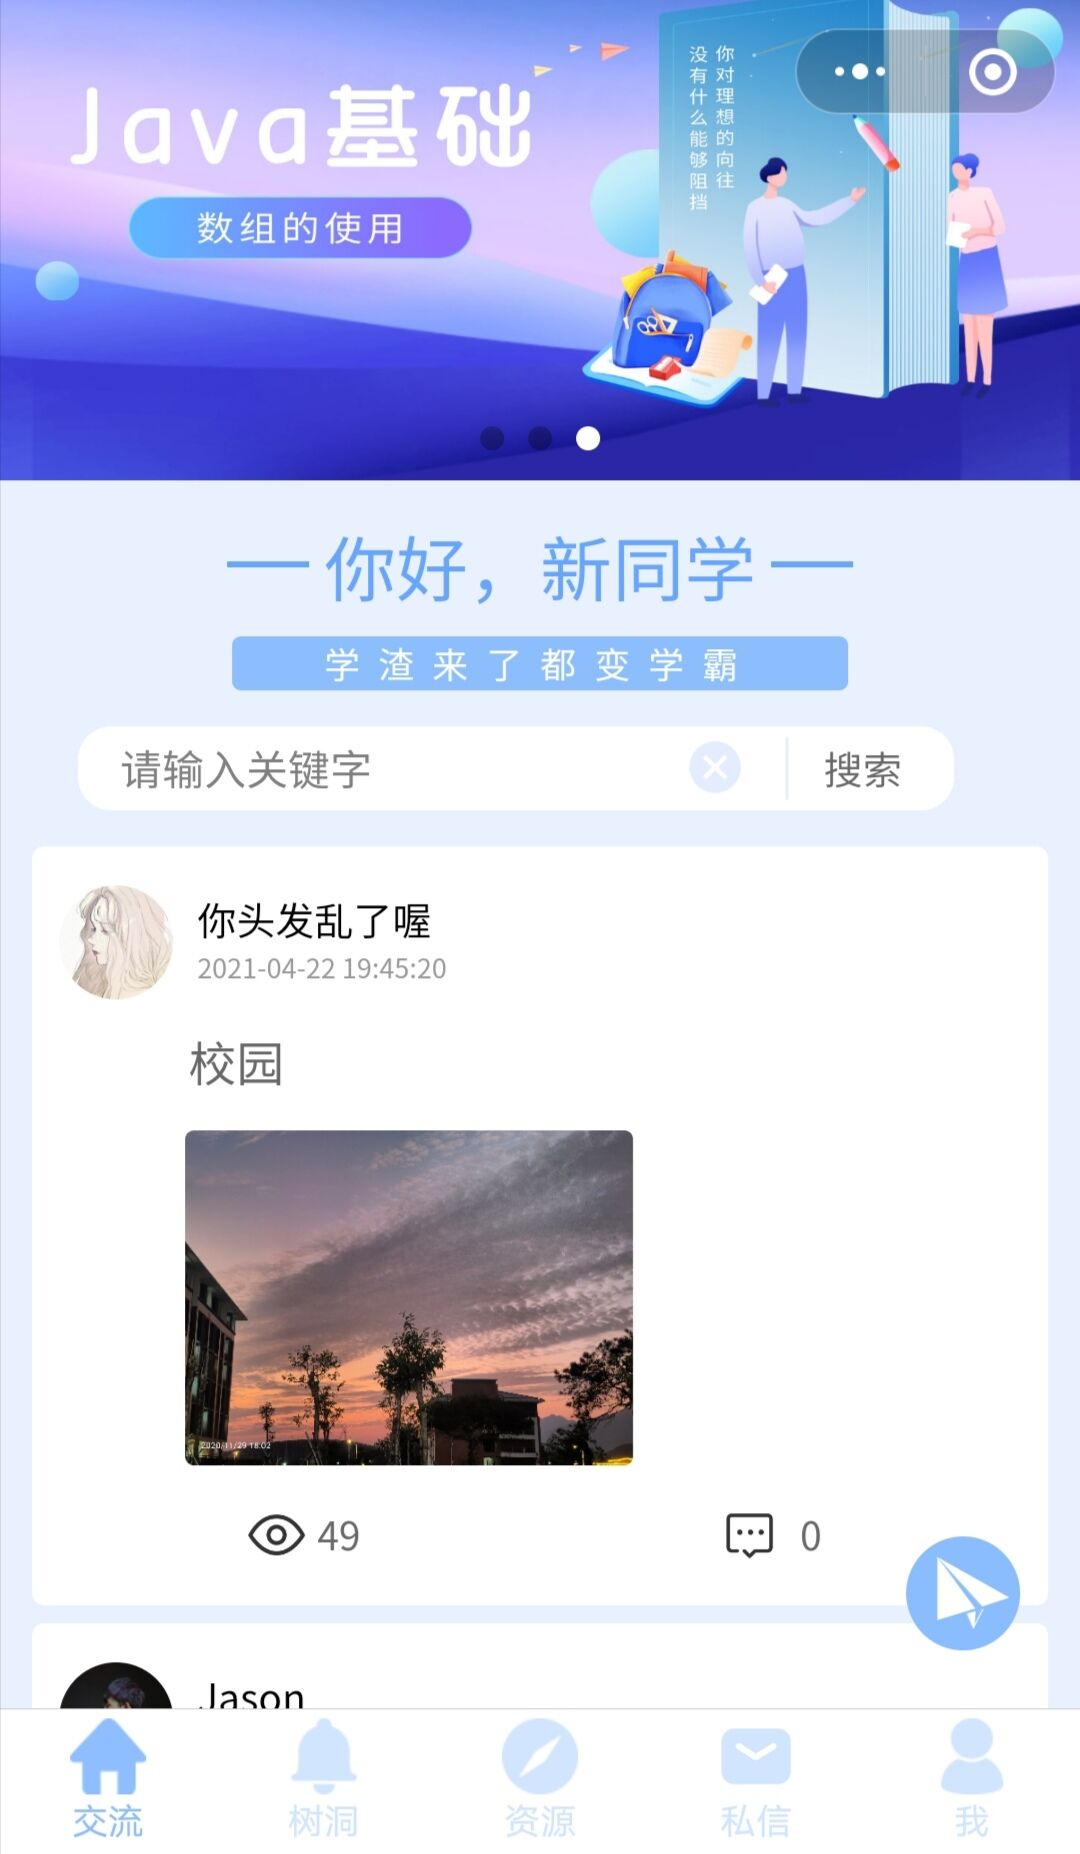 Java基础
数组的使用
你对理想的向往
没有什么能够阻挡
你好，新同学
学渣来了都变学霸
请输入关键字
搜索
你头发乱了喔
2021-04-22 19:45:20
校园
2020/11/29 18:02
49
0
Jason
交流
树洞
资源
私信
我